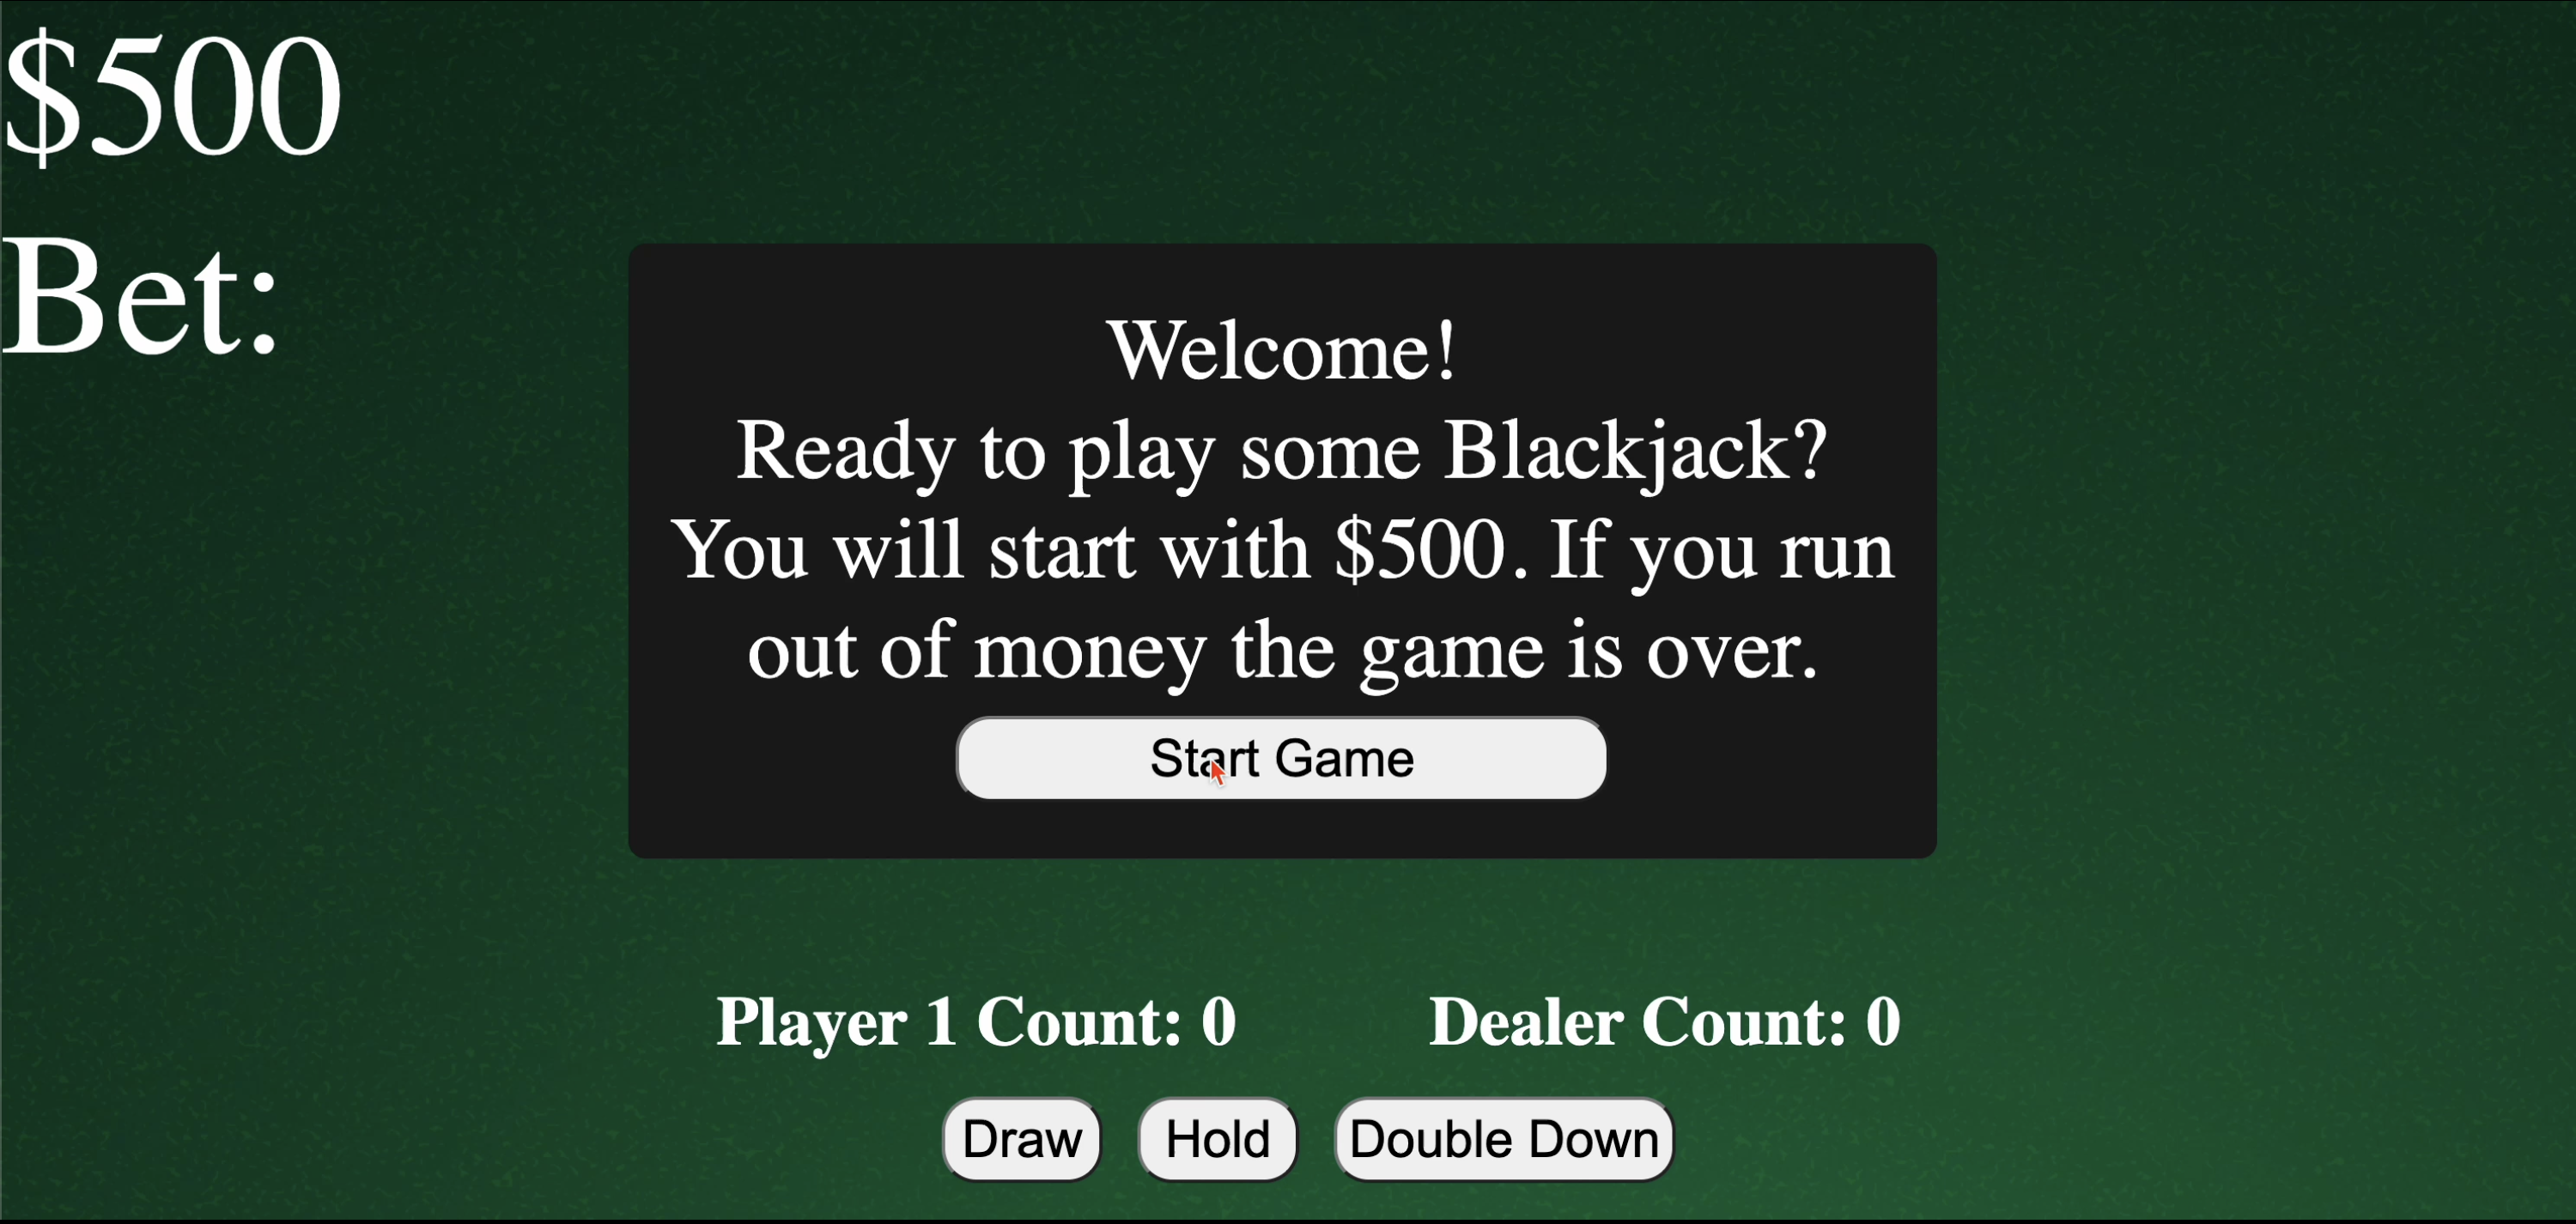 $500
Bet:
Welcome!
Ready to play some Blackjack?
You will start with $500. If you run
out of money the game is over.
Start Game
Player 1 Count: 0
Dealer Count: 0
Draw
Hold
Double Down